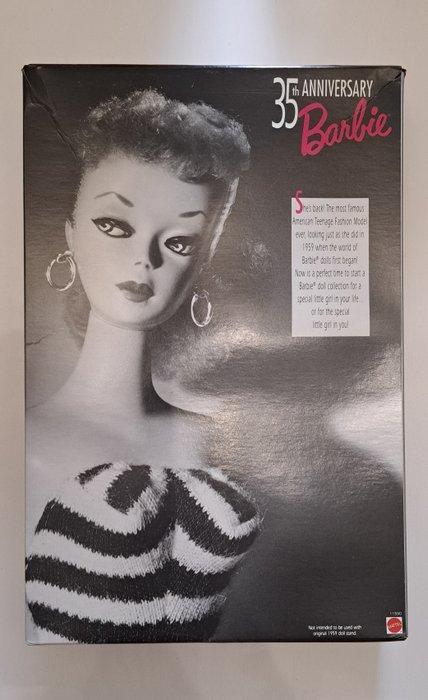 35th ANNIVERSARY
Barbie
She's back! The most famous
American Teenage Fashion Model
ever, looking just as she did in
1959 when the world of
Barbie® dolls first began!
Now is a perfect time to start a
Barbie® doll collection for a
special little girl in your life...
or for the special
little girl in you!
11590
MATTEL
Not intended to be used with
original 1959 doll stand.